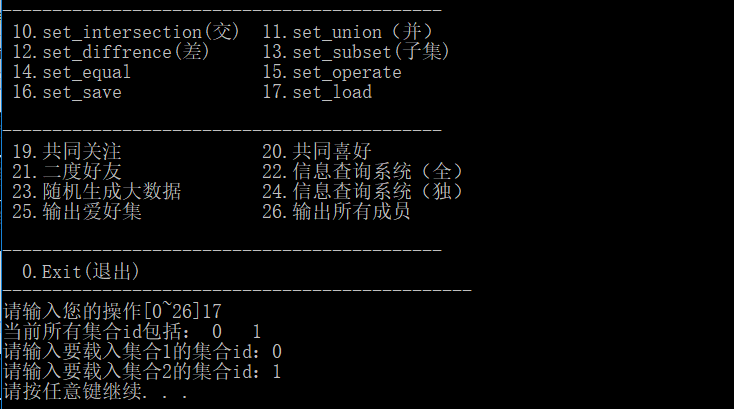 ------------------------------------------------
10.set_intersection(交)  11.set_union（并）
12.set_diffrence(差)     13.set_subset(子集)
14.set_equal             15.set_operate
16.set_save              17.set_load
------------------------------------------------
19.共同关注              20.共同喜好
21.二度好友              22.信息查询系统（全）
23.随机生成大数据        24.信息查询系统（独）
25.输出爱好集            26.输出所有成员
------------------------------------------------
0.Exit(退出)
------------------------------------------------
请输入您的操作[0~26]17
当前所有集合id包括： 0   1
请输入要载入集合1的集合id：0
请输入要载入集合2的集合id：1
请按任意键继续. . .